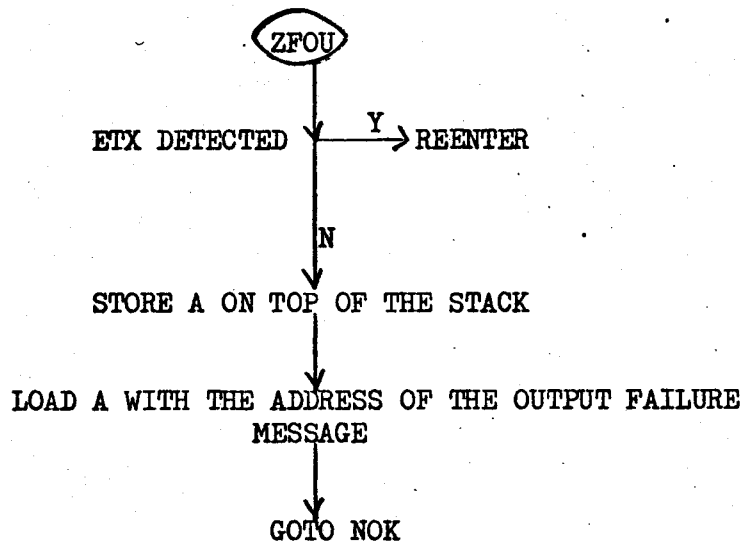 ZFOU
ETX DETECTED
Y
REENTER
N
STORE A ON TOP OF THE STACK
LOAD A WITH THE ADDRESS OF THE OUTPUT FAILURE
MESSAGE
GOTO NOK